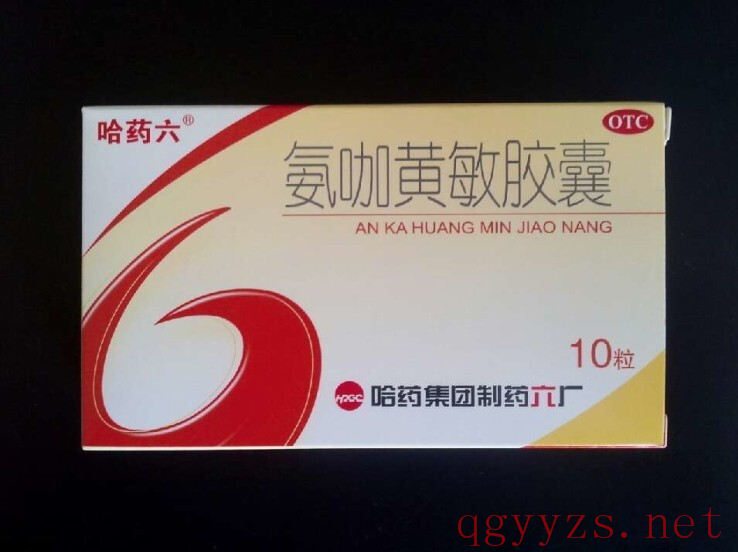 哈药六®
OTC
氨咖黄敏胶囊
AN KA HUANG MIN JIAO NANG
10粒
HXGC 哈药集团制药六厂
qgyyzs.net